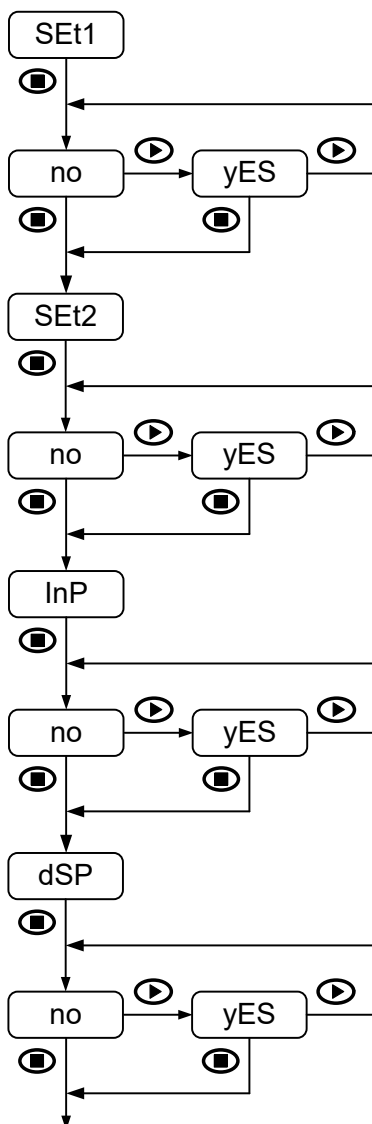 SEt1
no yES
SEt2
no yES
InP
no yES
dSP
no yES